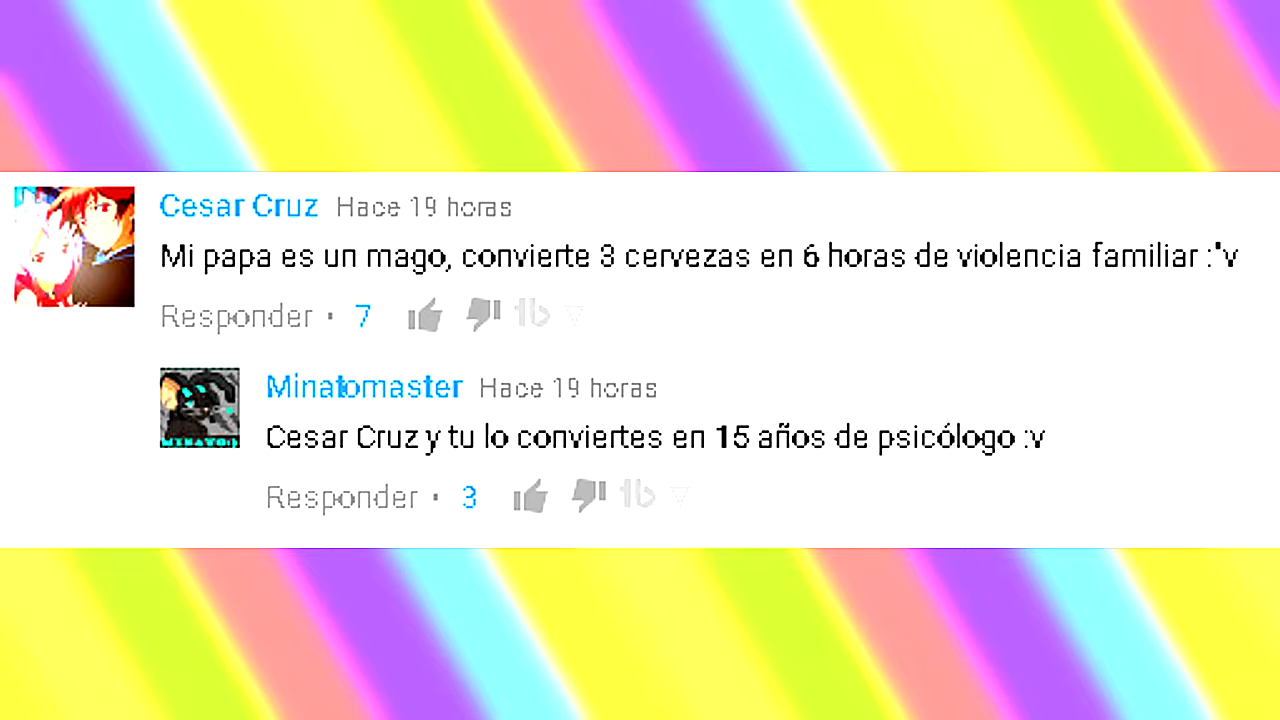 Cesar Cruz Hace 19 horas
Mi papa es un mago, convierte 3 cervezas en 6 horas de violencia familiar :'v
Responder · 7
Minatomaster Hace 19 horas
Cesar Cruz y tu lo conviertes en 15 años de psicólogo :v
Responder · 3